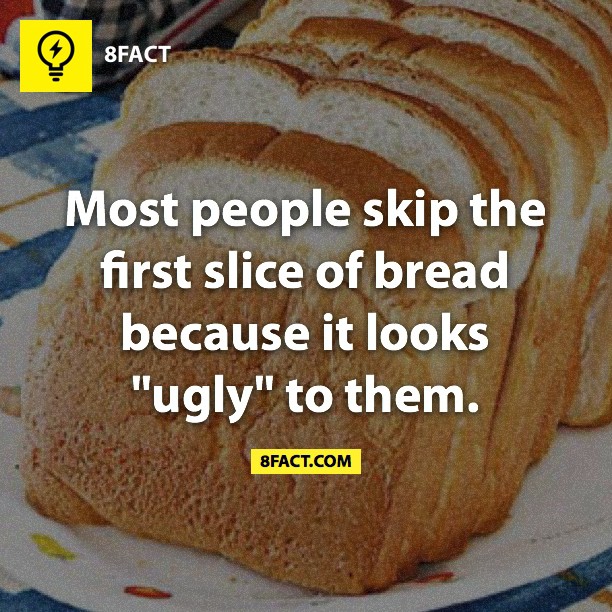 8FACT
Most people skip the
first slice of bread
because it looks
"ugly" to them.
8FACT.COM